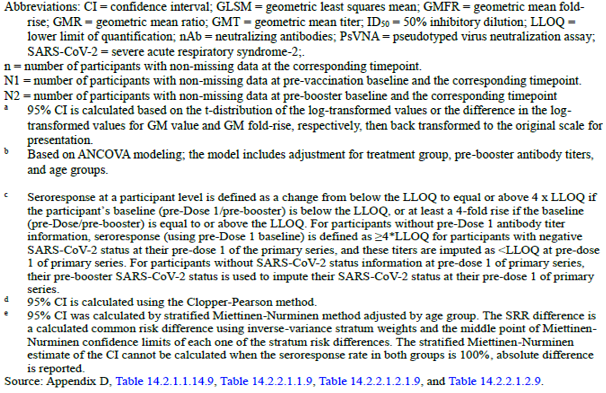 Abbreviations: CI = confidence interval; GLSM = geometric least squares mean; GMFR = geometric mean fold-
rise; GMR = geometric mean ratio; GMT = geometric mean titer; ID50 = 50% inhibitory dilution; LLOQ =
lower limit of quantification; nAb = neutralizing antibodies; PsVNA = pseudotyped virus neutralization assay;
SARS-CoV-2 = severe acute respiratory syndrome-2;.
n = number of participants with non-missing data at the corresponding timepoint.
N1 = number of participants with non-missing data at pre-vaccination baseline and the corresponding timepoint.
N2 = number of participants with non-missing data at pre-booster baseline and the corresponding timepoint
a 95% CI is calculated based on the t-distribution of the log-transformed values or the difference in the log-
transformed values for GM value and GM fold-rise, respectively, then back transformed to the original scale for
presentation.
b Based on ANCOVA modeling; the model includes adjustment for treatment group, pre-booster antibody titers,
and age groups.
c Seroresponse at a participant level is defined as a change from below the LLOQ to equal or above 4 x LLOQ if
the participant's baseline (pre-Dose 1/pre-booster) is below the LLOQ, or at least a 4-fold rise if the baseline
(pre-Dose/pre-booster) is equal to or above the LLOQ. For participants without pre-Dose 1 antibody titer
information, seroresponse (using pre-Dose 1 baseline) is defined as ≥4*LLOQ for participants with negative
SARS-CoV-2 status at their pre-dose 1 of the primary series, and these titers are imputed as <LLOQ at pre-dose
1 of primary series. For participants without SARS-CoV-2 status information at pre-dose 1 of primary series,
their pre-booster SARS-CoV-2 status is used to impute their SARS-CoV-2 status at their pre-dose 1 of primary
series.
d 95% CI is calculated using the Clopper-Pearson method.
e 95% CI was calculated by stratified Miettinen-Nurminen method adjusted by age group. The SRR difference is
a calculated common risk difference using inverse-variance stratum weights and the middle point of Miettinen-
Nurminen confidence limits of each one of the stratum risk differences. The stratified Miettinen-Nurminen
estimate of the CI cannot be calculated when the seroresponse rate in both groups is 100%, absolute difference
is reported.
Source: Appendix D, Table 14.2.1.1.14.9, Table 14.2.2.1.1.9, Table 14.2.2.1.2.1.9, and Table 14.2.2.1.2.9.